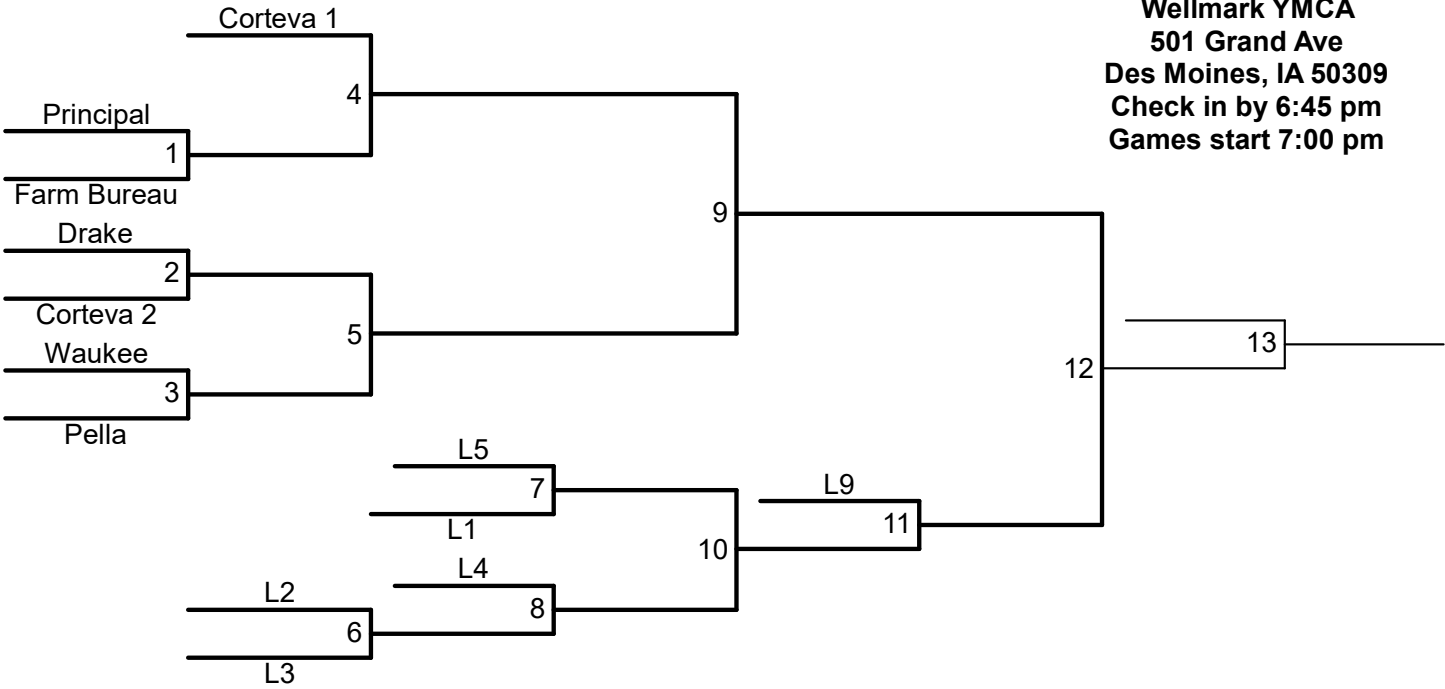 Corteva 1
Wellmark YMCA
501 Grand Ave
Des Moines, IA 50309
Check in by 6:45 pm
Games start 7:00 pm
4
Principal
1
Farm Bureau
9
Drake
2
Corteva 2
5
Waukee
3
Pella
13
12
L5
7
L1
L9
11
10
L4
8
L2
6
L3